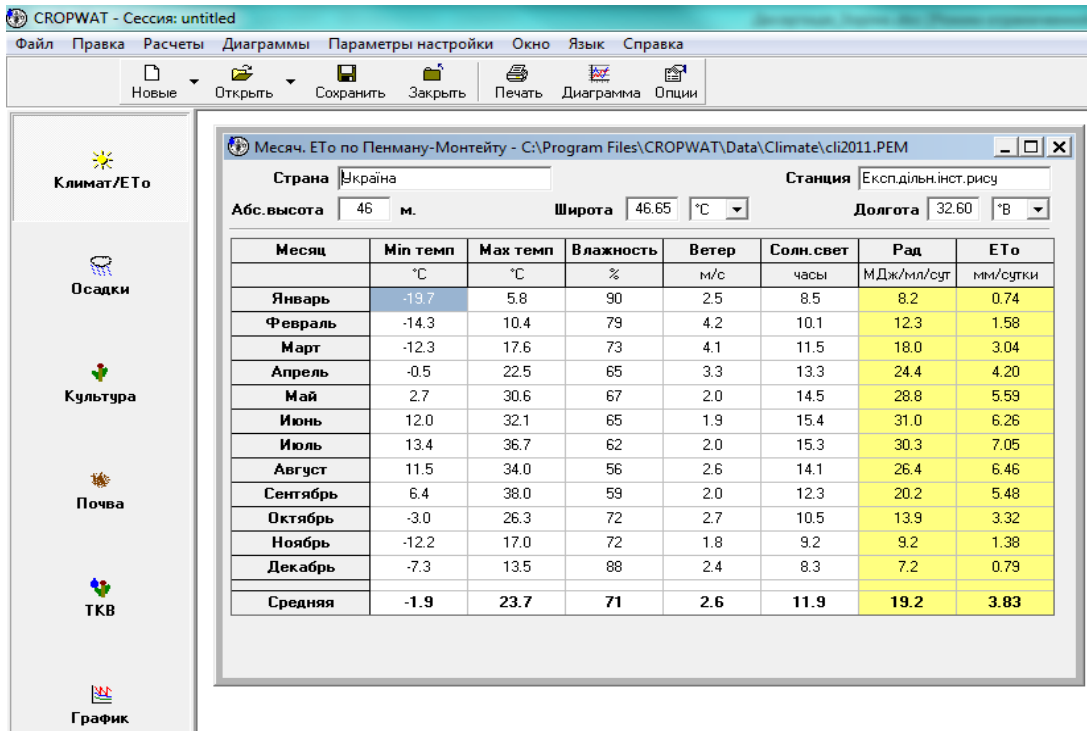 CROPWAT - Сессия: untitled
Файл Правка Расчеты Диаграммы Параметры настройки Окно Язык Справка
Новые Открыть Сохранить Закрыть Печать Диаграмма Опции
Климат/ЕТо
Осадки
Культура
Почва
ТКВ
График
Месяч. ЕТо по Пенману-Монтейту - C:\Program Files\CROPWAT\Data\Climate\cli2011.PEM
Страна Україна Станция Експ.дільн.інст.рису
Абс.высота 46 м. Широта 46.65 °С Долгота 32.60 °В
Месяц Min темп Max темп Влажность Ветер Солн.свет Рад ЕТо
°C °C % м/с часы МДж/мл/сут мм/сутки
Январь -19.7 5.8 90 2.5 8.5 8.2 0.74
Февраль -14.3 10.4 79 4.2 10.1 12.3 1.58
Март -12.3 17.6 73 4.1 11.5 18.0 3.04
Апрель -0.5 22.5 65 3.3 13.3 24.4 4.20
Май 2.7 30.6 67 2.0 14.5 28.8 5.59
Июнь 12.0 32.1 65 1.9 15.4 31.0 6.26
Июль 13.4 36.7 62 2.0 15.3 30.3 7.05
Август 11.5 34.0 56 2.6 14.1 26.4 6.46
Сентябрь 6.4 38.0 59 2.0 12.3 20.2 5.48
Октябрь -3.0 26.3 72 2.7 10.5 13.9 3.32
Ноябрь -12.2 17.0 72 1.8 9.2 9.2 1.38
Декабрь -7.3 13.5 88 2.4 8.3 7.2 0.79
Средняя -1.9 23.7 71 2.6 11.9 19.2 3.83